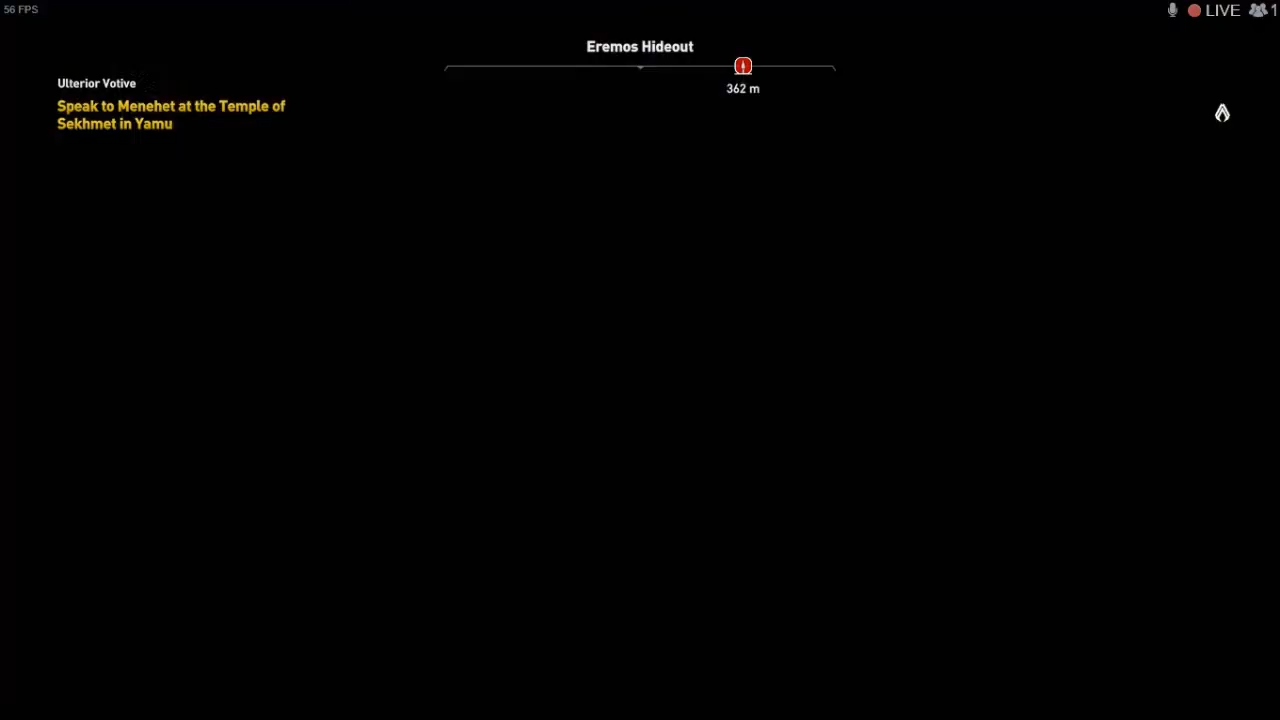 56 FPS
LIVE 1
Eremos Hideout
362 m
Ulterior Votive
Speak to Menehet at the Temple of
Sekhmet in Yamu